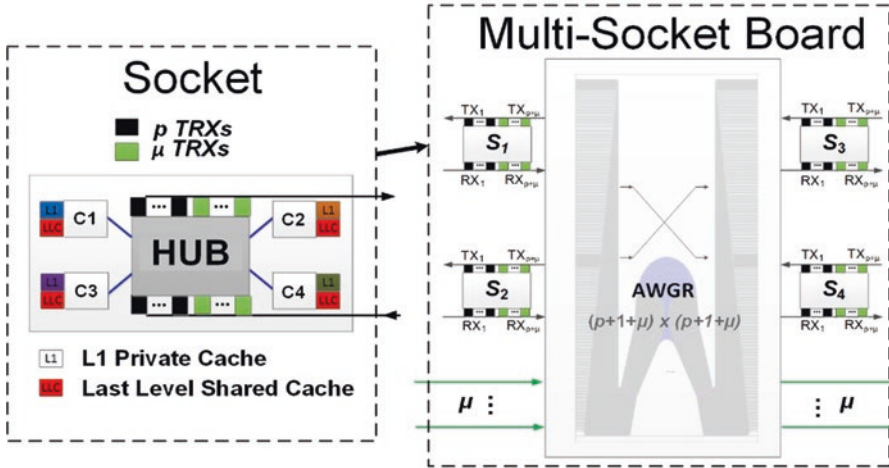 Socket
p TRXs
μ TRXs
C1
L1
LLC
C2
L1
LLC
HUB
C3
L1
LLC
C4
L1
LLC
...
...
...
...
L1 L1 Private Cache
LLC Last Level Shared Cache
Multi-Socket Board
TX1 TXp+μ
S1
RX1 RXp+μ
TX1 TXp+μ
S2
RX1 RXp+μ
AWGR
(p+1+μ) x (p+1+μ)
TX1 TXp+μ
S3
RX1 RXp+μ
TX1 TXp+μ
S4
RX1 RXp+μ
μ ⋮
⋮ μ